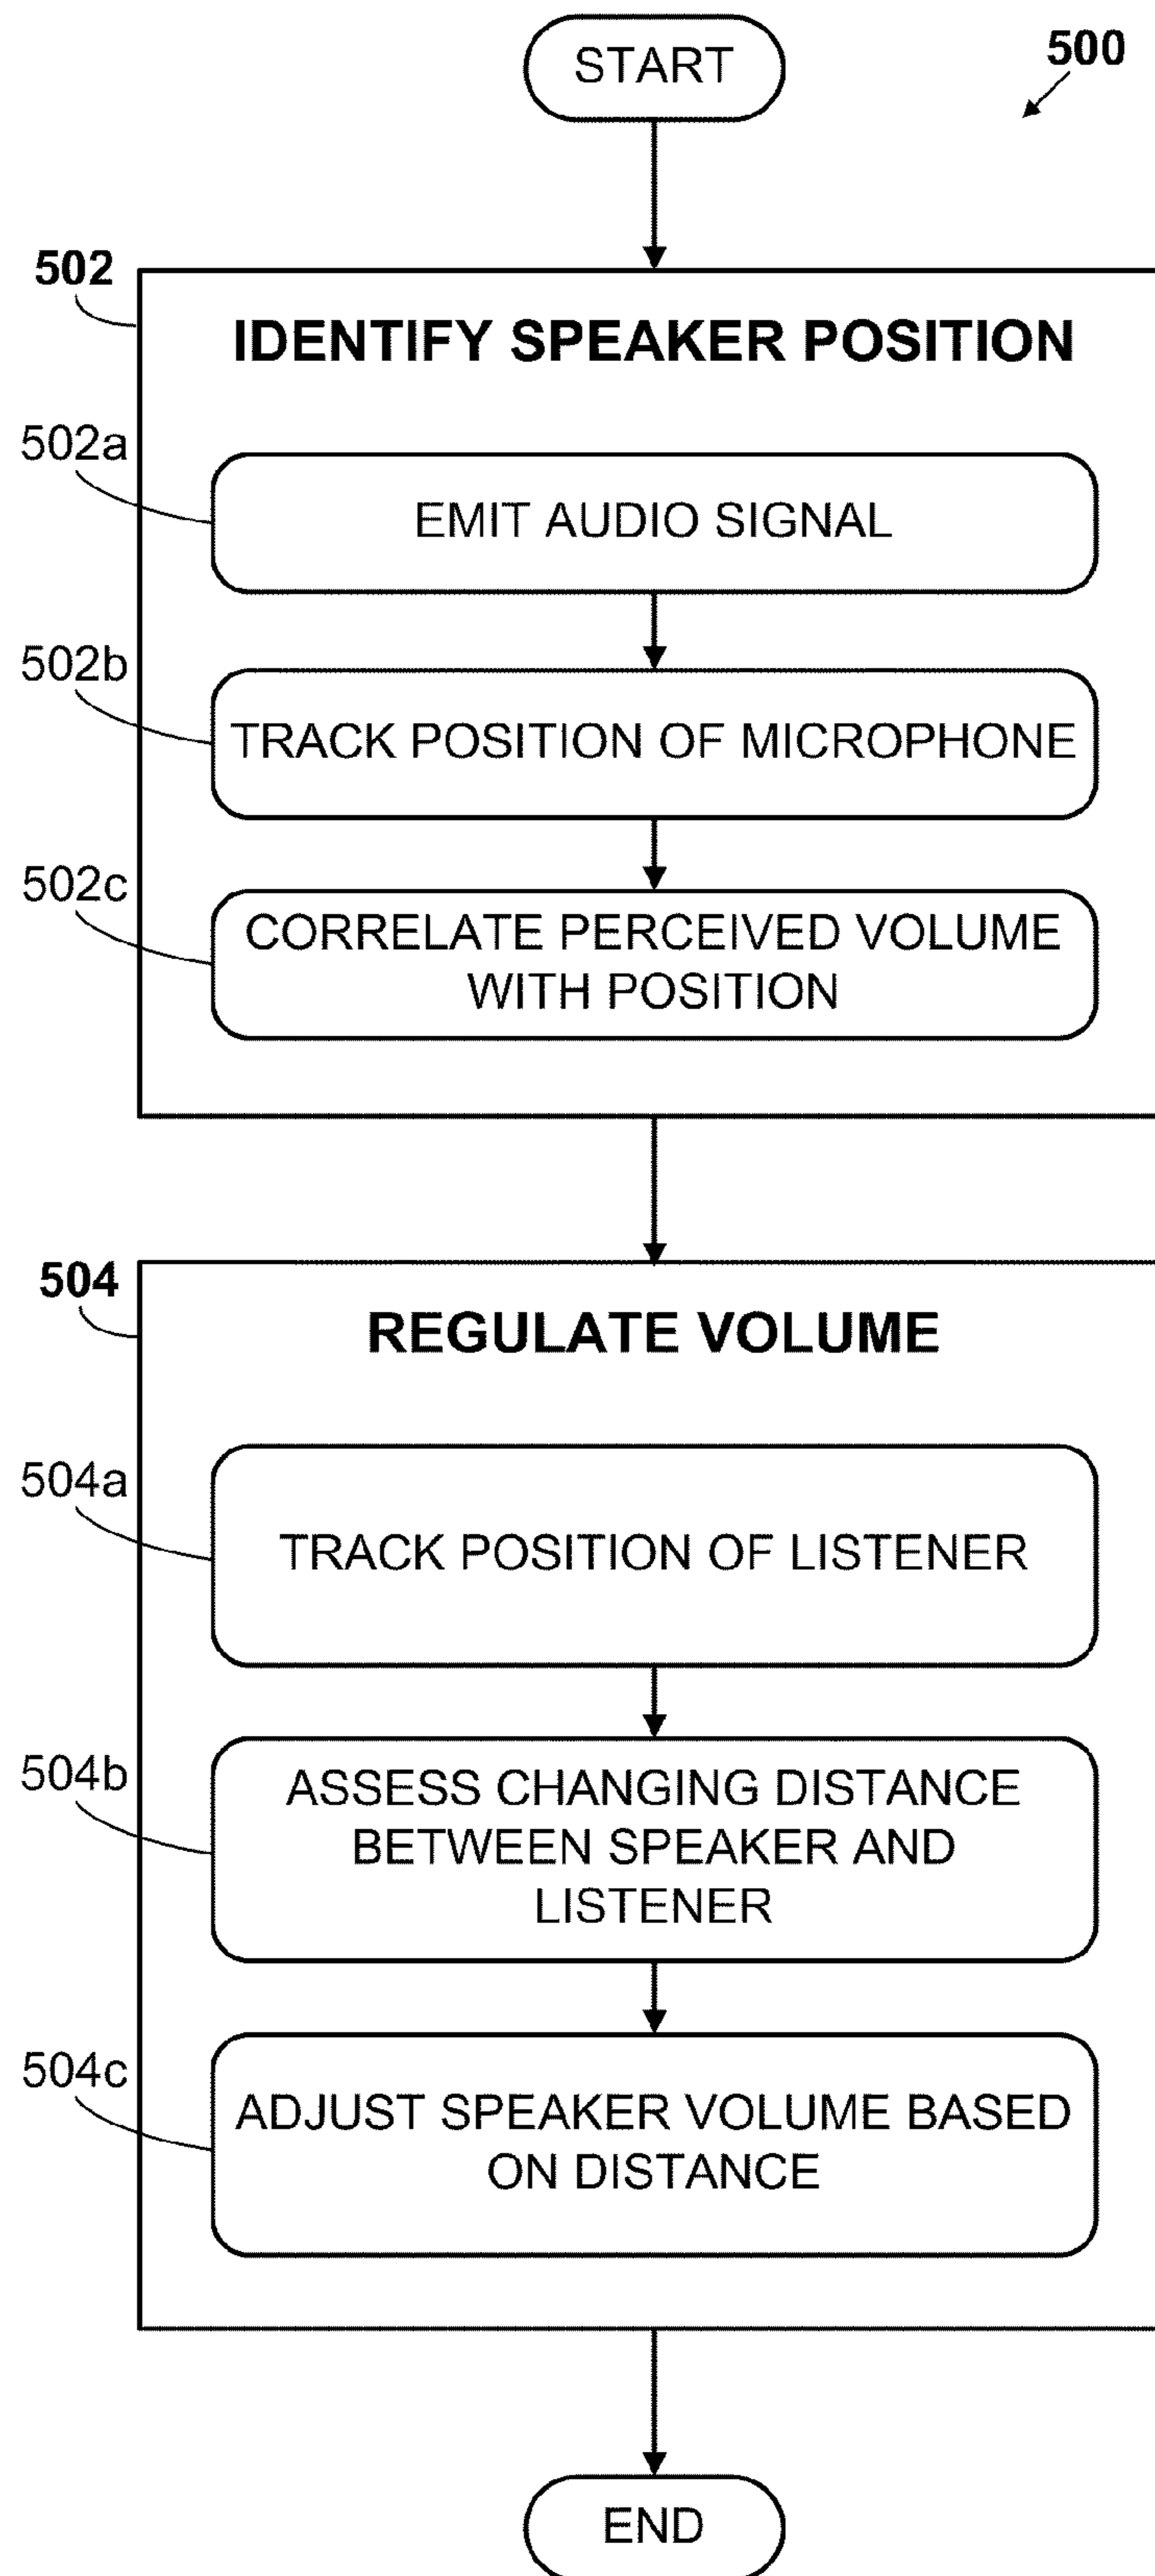 START
500
502
IDENTIFY SPEAKER POSITION
502a
EMIT AUDIO SIGNAL
502b
TRACK POSITION OF MICROPHONE
502c
CORRELATE PERCEIVED VOLUME
WITH POSITION
504
REGULATE VOLUME
504a
TRACK POSITION OF LISTENER
504b
ASSESS CHANGING DISTANCE
BETWEEN SPEAKER AND
LISTENER
504c
ADJUST SPEAKER VOLUME BASED
ON DISTANCE
END